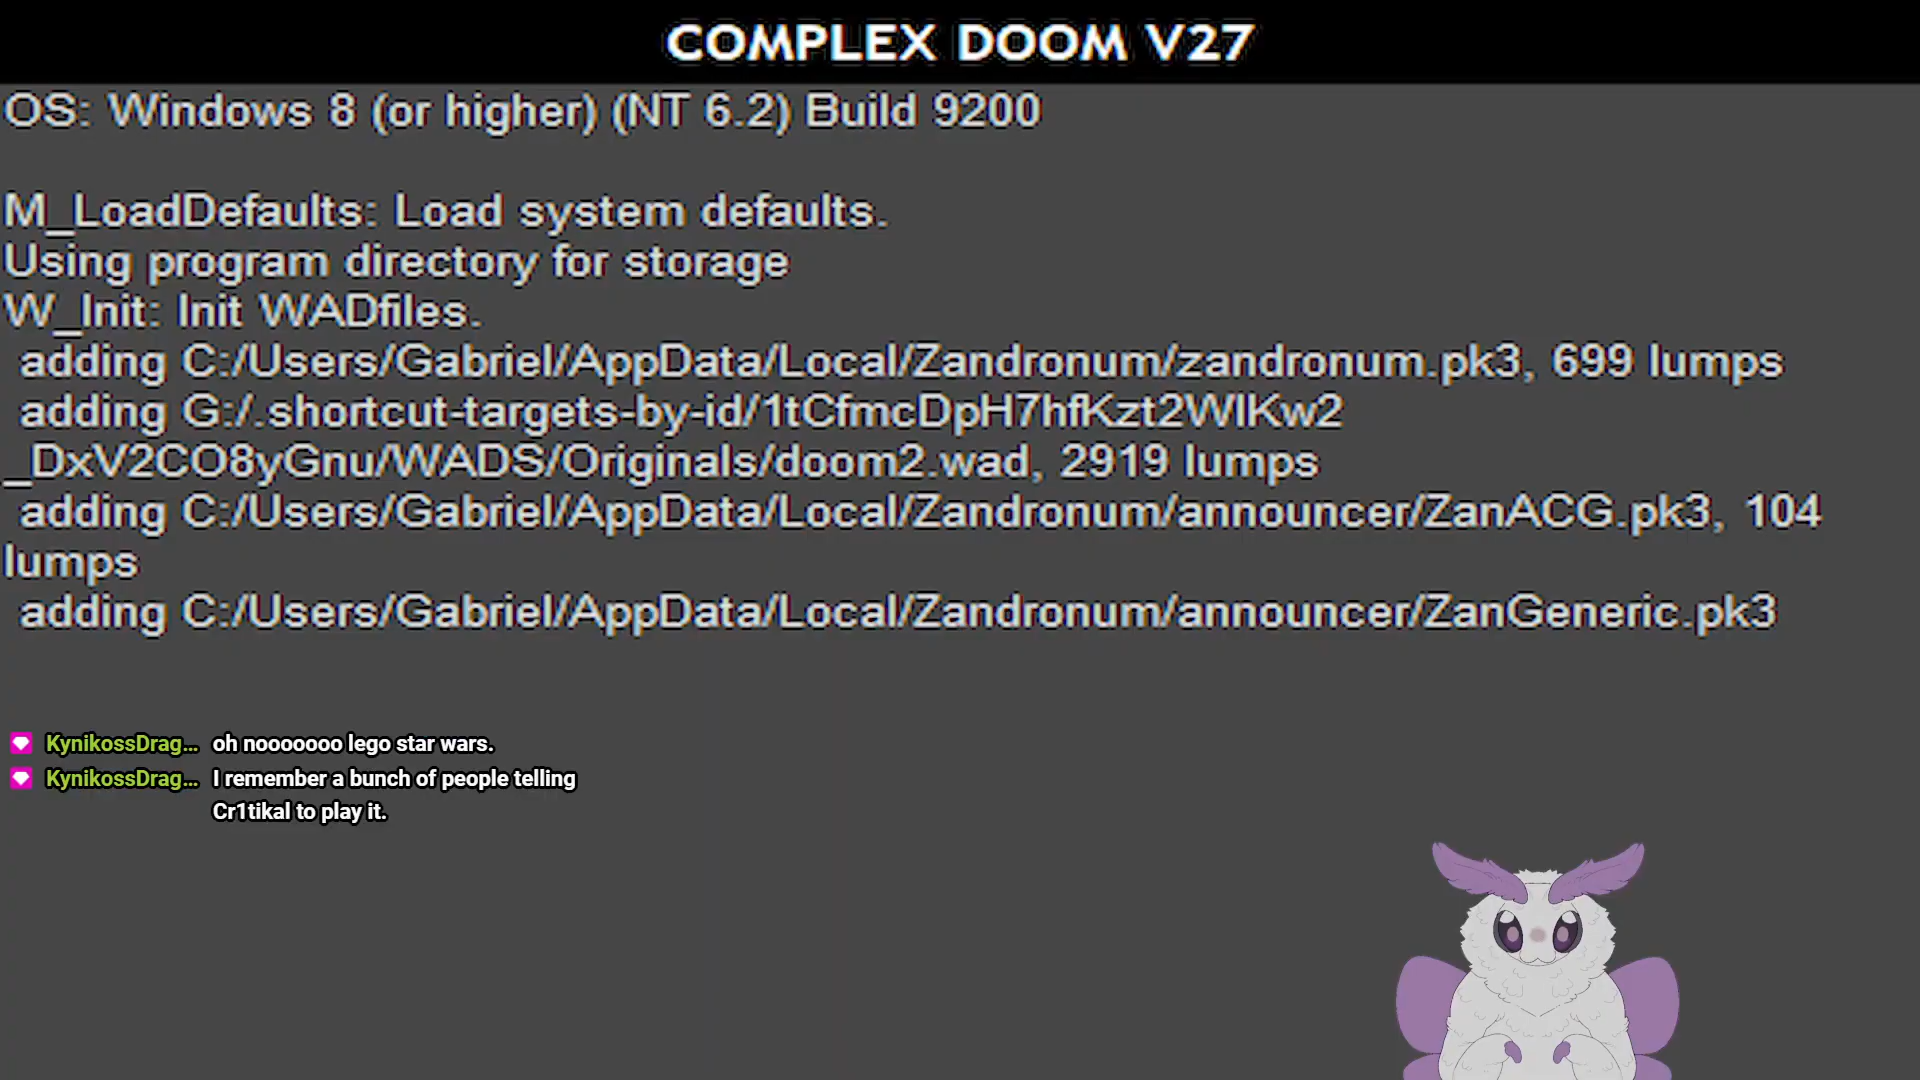 COMPLEX DOOM V27
OS: Windows 8 (or higher) (NT 6.2) Build 9200
M_LoadDefaults: Load system defaults.
Using program directory for storage
W_Init: Init WADfiles.
adding C:/Users/Gabriel/AppData/Local/Zandronum/zandronum.pk3, 699 lumps
adding G:/.shortcut-targets-by-id/1tCfmcDpH7hfKzt2WIKw2
_DxV2CO8yGnu/WADS/Originals/doom2.wad, 2919 lumps
adding C:/Users/Gabriel/AppData/Local/Zandronum/announcer/ZanACG.pk3, 104
lumps
adding C:/Users/Gabriel/AppData/Local/Zandronum/announcer/ZanGeneric.pk3
KynikossDrag... oh nooooooo lego star wars.
KynikossDrag... I remember a bunch of people telling
Cr1tikal to play it.